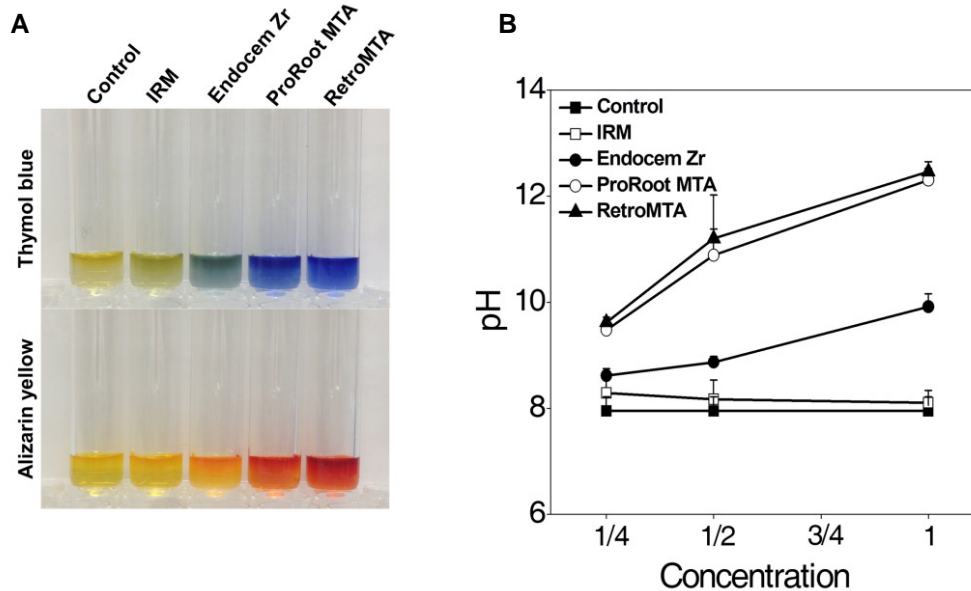 A
Control
IRM
Endocem Zr
ProRoot MTA
RetroMTA
Thymol blue
Alizarin yellow
B
14
12
10
8
6
pH
Control
IRM
Endocem Zr
ProRoot MTA
RetroMTA
1/4
1/2
3/4
1
Concentration